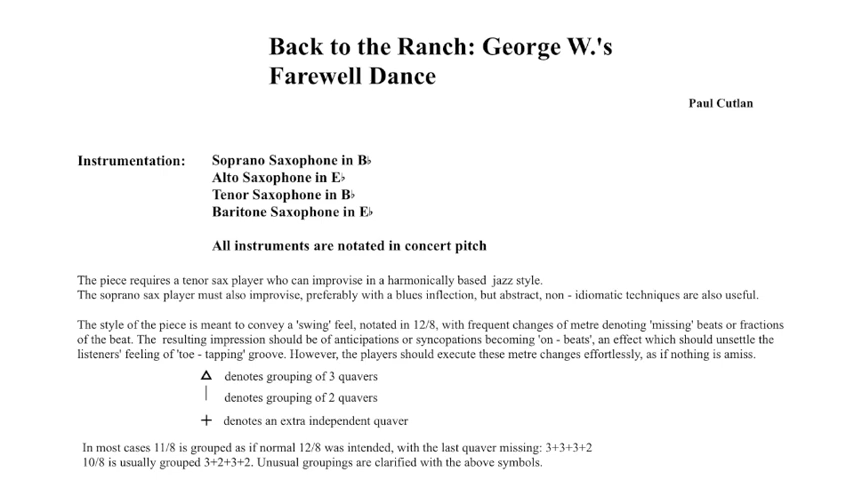 Back to the Ranch: George W.'s
Farewell Dance
Paul Cutlan
Instrumentation: Soprano Saxophone in B♭
Alto Saxophone in E♭
Tenor Saxophone in B♭
Baritone Saxophone in E♭
All instruments are notated in concert pitch
The piece requires a tenor sax player who can improvise in a harmonically based jazz style.
The soprano sax player must also improvise, preferably with a blues inflection, but abstract, non - idiomatic techniques are also useful.
The style of the piece is meant to convey a 'swing' feel, notated in 12/8, with frequent changes of metre denoting 'missing' beats or fractions
of the beat. The resulting impression should be of anticipations or syncopations becoming 'on - beats', an effect which should unsettle the
listeners' feeling of 'toe - tapping' groove. However, the players should execute these metre changes effortlessly, as if nothing is amiss.
△ denotes grouping of 3 quavers
| denotes grouping of 2 quavers
+ denotes an extra independent quaver
In most cases 11/8 is grouped as if normal 12/8 was intended, with the last quaver missing: 3+3+3+2
10/8 is usually grouped 3+2+3+2. Unusual groupings are clarified with the above symbols.